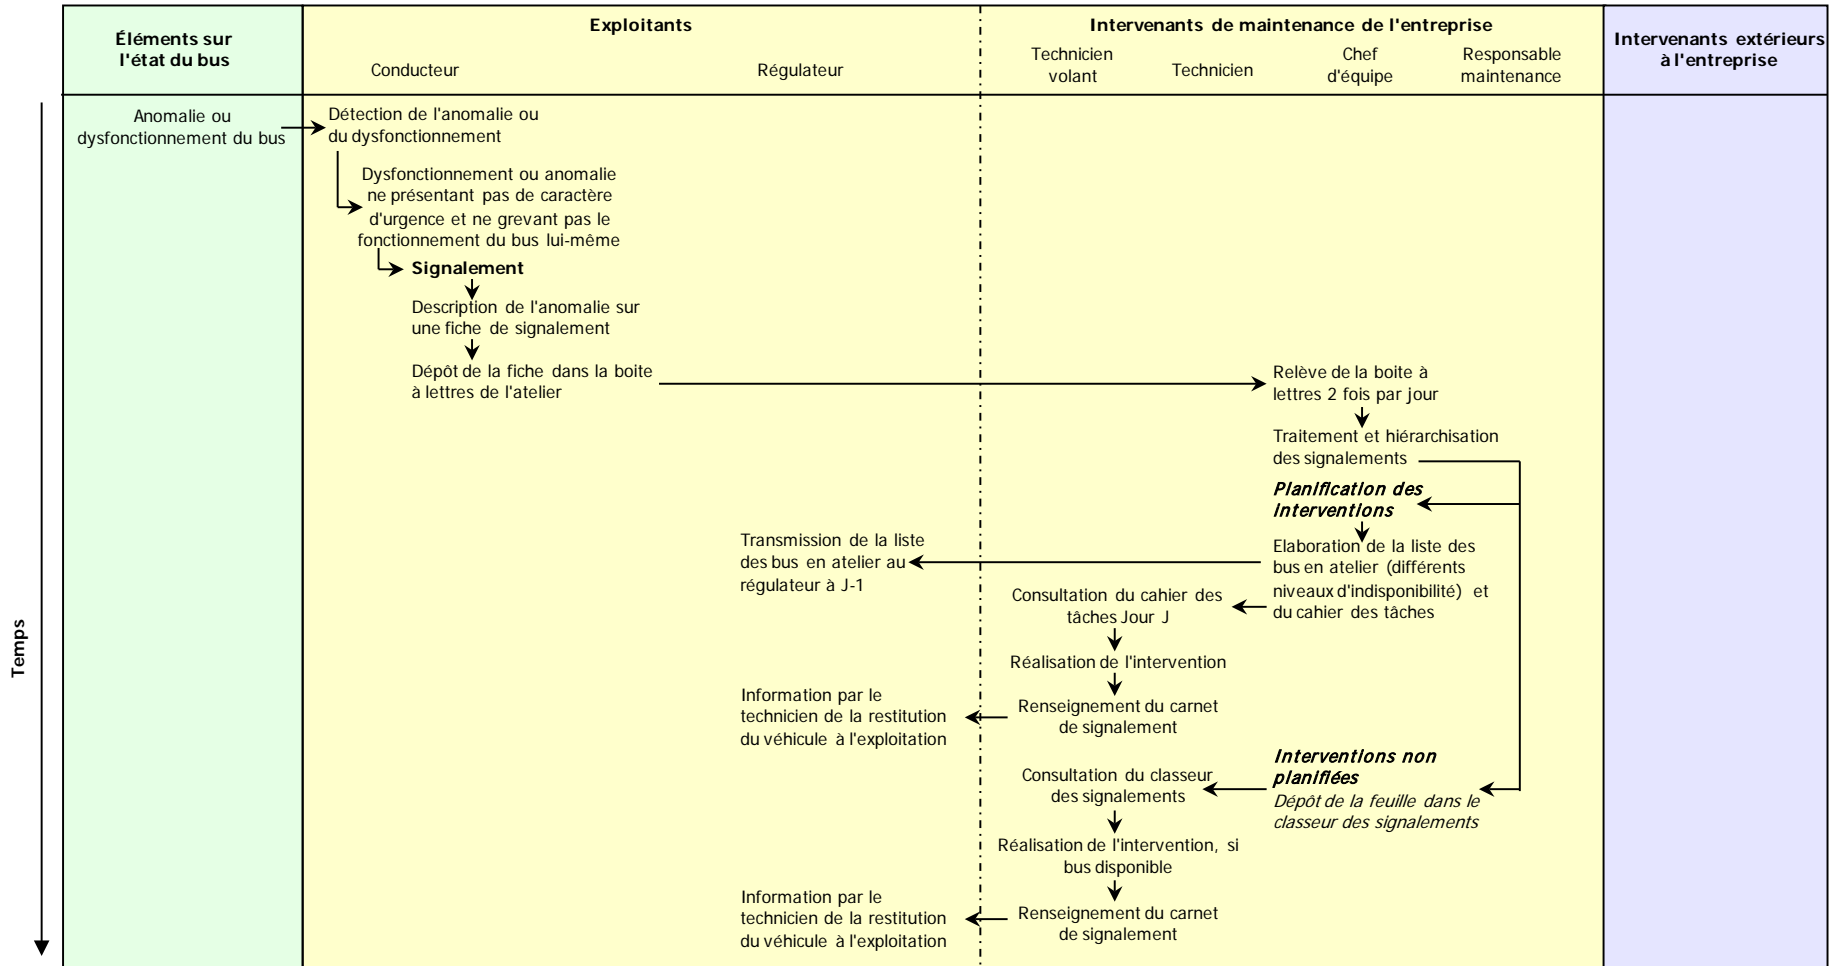 Éléments sur
l'état du bus
Exploitants
Conducteur
Régulateur
Intervenants de maintenance de l'entreprise
Technicien
volant
Technicien
Chef
d'équipe
Responsable
maintenance
Intervenants extérieurs
à l'entreprise
Temps
Anomalie ou
dysfonctionnement du bus
Détection de l'anomalie ou
du dysfonctionnement
Dysfonctionnement ou anomalie
ne présentant pas de caractère
d'urgence et ne grevant pas le
fonctionnement du bus lui-même
Signalement
Description de l'anomalie sur
une fiche de signalement
Dépôt de la fiche dans la boite
à lettres de l'atelier
Relève de la boite à
lettres 2 fois par jour
Traitement et hiérarchisation
des signalements
Planification des
interventions
Elaboration de la liste des
bus en atelier (différents
niveaux d'indisponibilité) et
du cahier des tâches
Transmission de la liste
des bus en atelier au
régulateur à J-1
Consultation du cahier des
tâches Jour J
Réalisation de l'intervention
Renseignement du carnet
de signalement
Information par le
technicien de la restitution
du véhicule à l'exploitation
Interventions non
planifiées
Dépôt de la feuille dans le
classeur des signalements
Consultation du classeur
des signalements
Réalisation de l'intervention, si
bus disponible
Renseignement du carnet
de signalement
Information par le
technicien de la restitution
du véhicule à l'exploitation